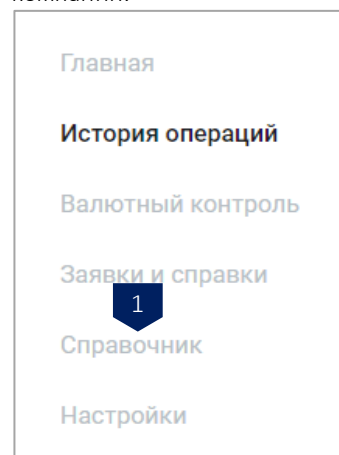 Главная
История операций
Валютный контроль
Заявки и справки
1
Справочник
Настройки